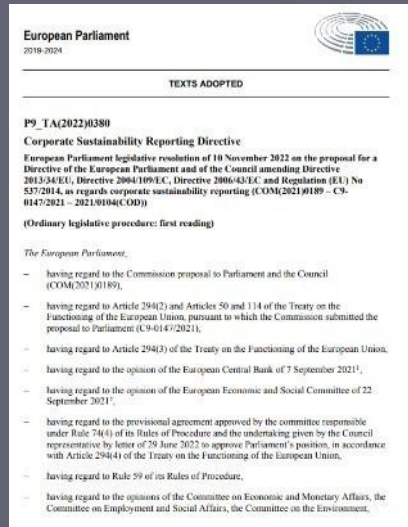 European Parliament
2019-2024
TEXTS ADOPTED
P9_TA(2022)0380
Corporate Sustainability Reporting Directive
European Parliament legislative resolution of 10 November 2022 on the proposal for a
Directive of the European Parliament and of the Council amending Directive
2013/34/EU, Directive 2004/109/EC, Directive 2006/43/EC and Regulation (EU) No
537/2014, as regards corporate sustainability reporting (COM(2021)0189 – C9-
0147/2021 – 2021/0104(COD))
(Ordinary legislative procedure: first reading)
The European Parliament,
– having regard to the Commission proposal to Parliament and the Council
(COM(2021)0189),
– having regard to Article 294(2) and Articles 50 and 114 of the Treaty on the
Functioning of the European Union, pursuant to which the Commission submitted the
proposal to Parliament (C9-0147/2021),
– having regard to Article 294(3) of the Treaty on the Functioning of the European Union,
– having regard to the opinion of the European Central Bank of 7 September 2021¹,
– having regard to the opinion of the European Economic and Social Committee of 22
September 2021²,
– having regard to the provisional agreement approved by the committee responsible
under Rule 74(4) of its Rules of Procedure and the undertaking given by the Council
representative by letter of 29 June 2022 to approve Parliament's position, in accordance
with Article 294(4) of the Treaty on the Functioning of the European Union,
– having regard to Rule 59 of its Rules of Procedure,
– having regard to the opinions of the Committee on Economic and Monetary Affairs, the
Committee on Employment and Social Affairs, the Committee on the Environment,